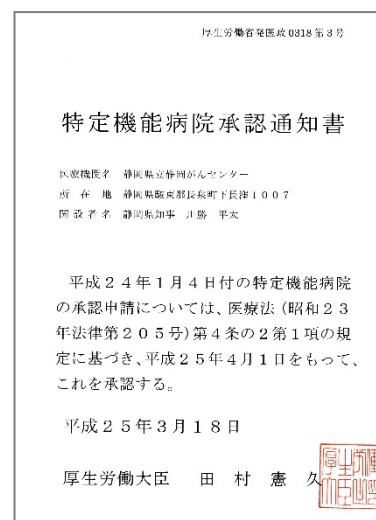 厚生労働省発医政0318第3号
特定機能病院承認通知書
医療機関名 静岡県立静岡がんセンター
所在地 静岡県駿東郡長泉町下長窪1007
開設者名 静岡県知事 川勝 平太
平成24年1月4日付の特定機能病院
の承認申請については、医療法(昭和23
年法律第205号)第4条の2第1項の規
定に基づき、平成25年4月1日をもって、
これを承認する。
平成25年3月18日
厚生労働大臣 田村憲久